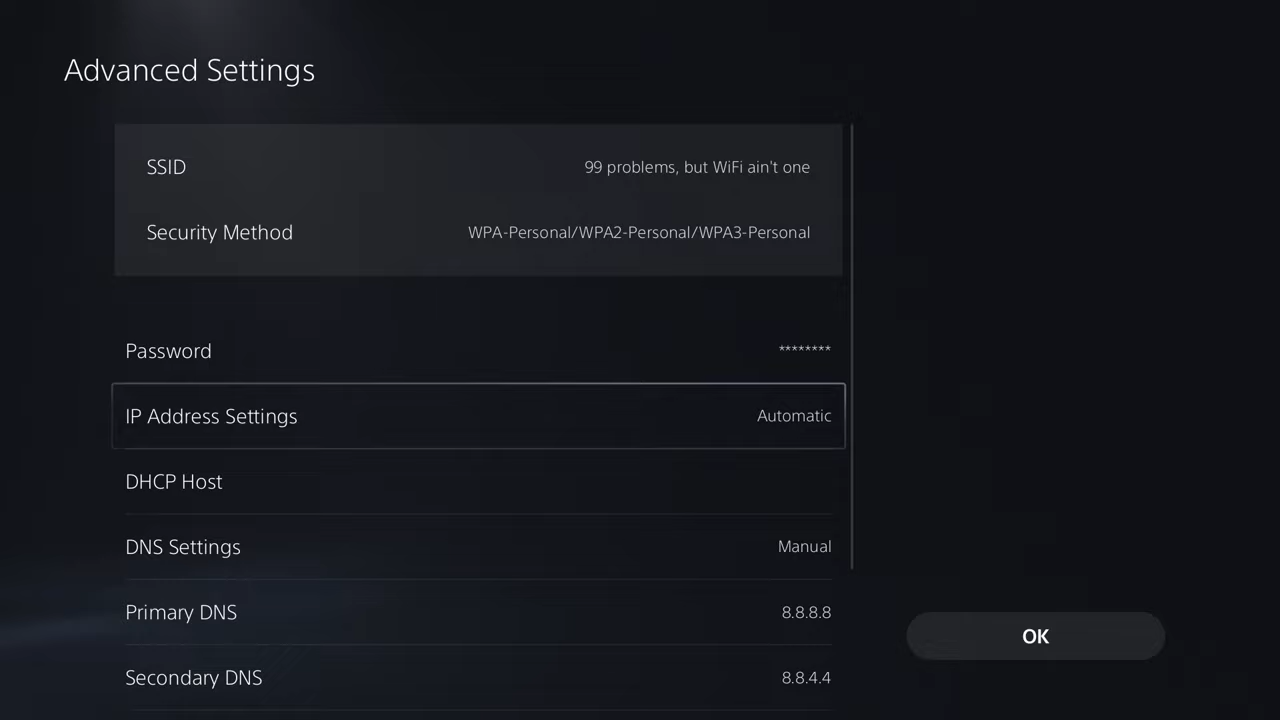 Advanced Settings
SSID 99 problems, but WiFi ain't one
Security Method WPA-Personal/WPA2-Personal/WPA3-Personal
Password ********
IP Address Settings Automatic
DHCP Host
DNS Settings Manual
Primary DNS 8.8.8.8
OK
Secondary DNS 8.8.4.4